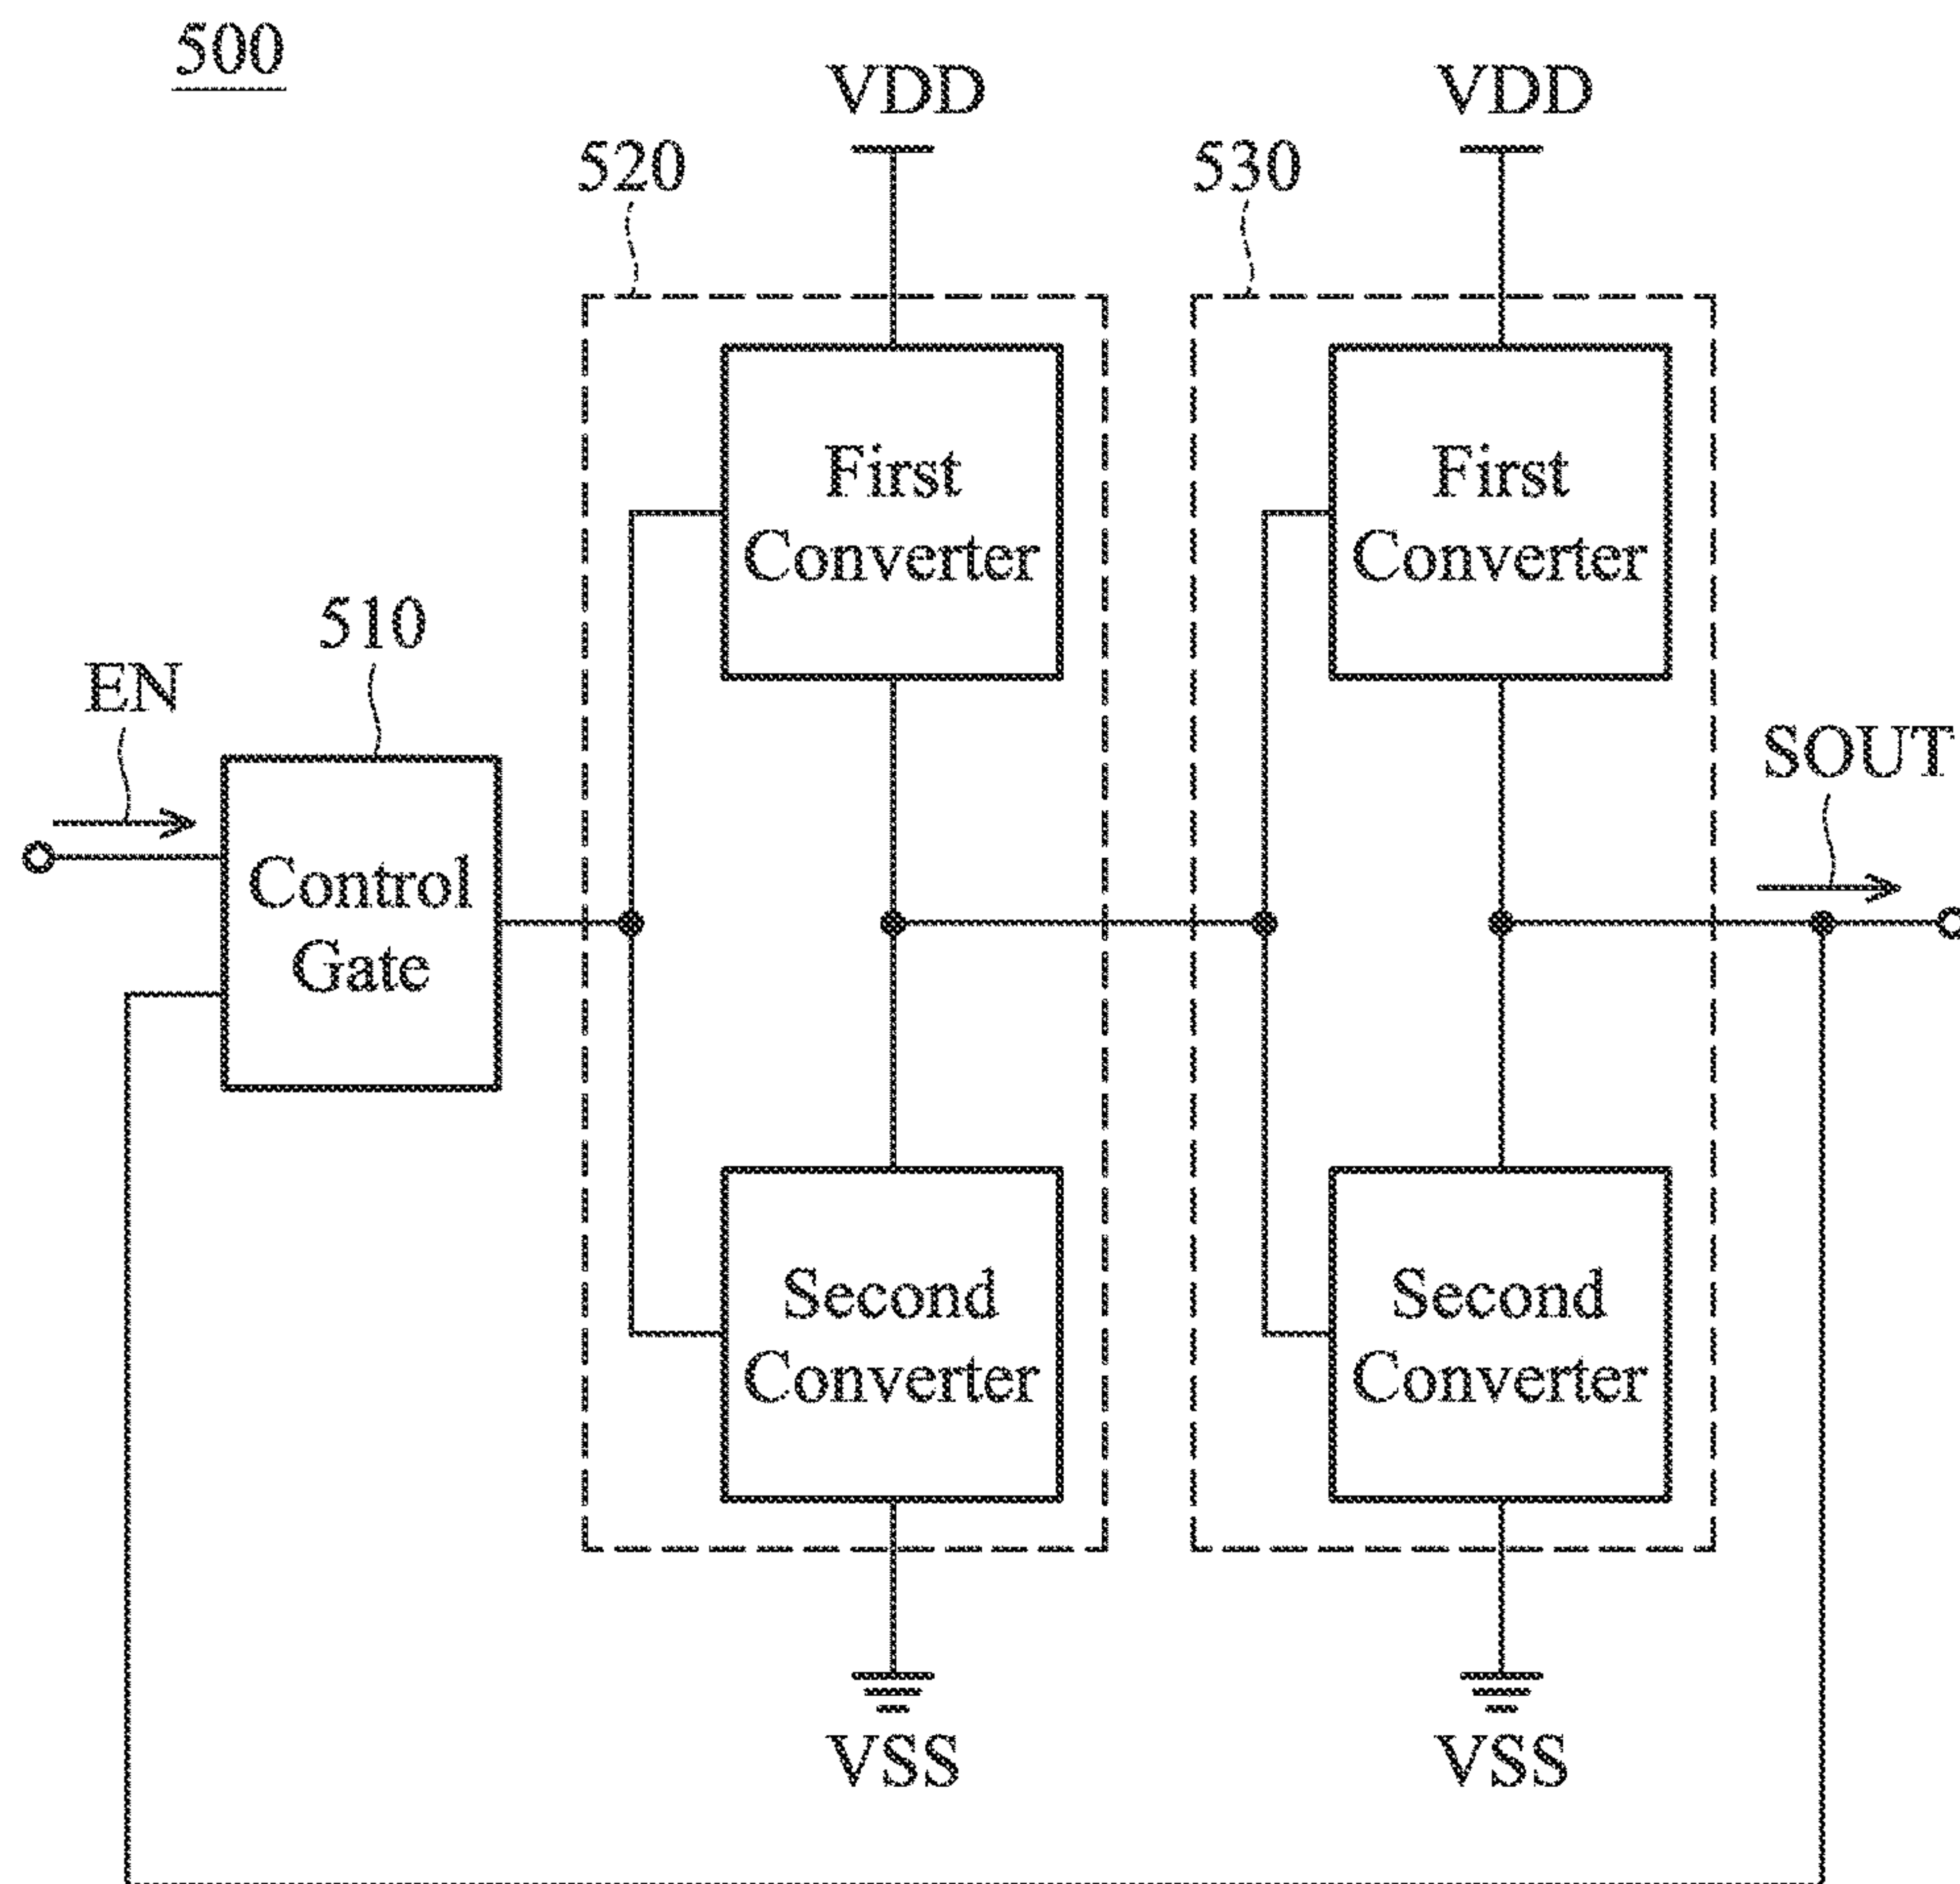 500
VDD
VDD
520
530
First
Converter
First
Converter
510
EN
SOUT
Control
Gate
Second
Converter
Second
Converter
VSS
VSS